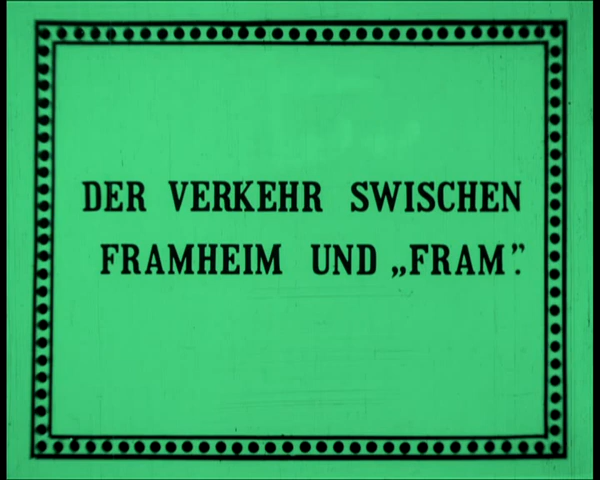 DER VERKEHR SWISCHEN
FRAMHEIM UND „FRAM”.